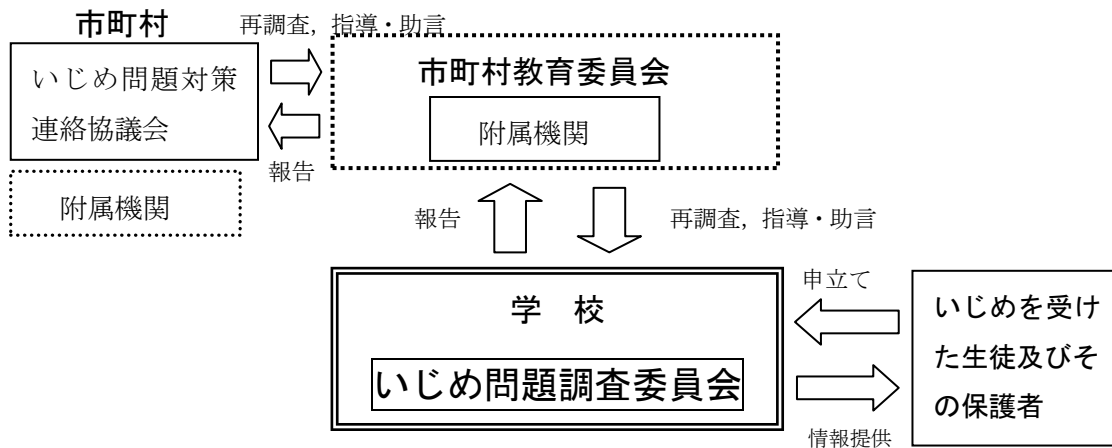 市町村
再調査，指導・助言
いじめ問題対策
連絡協議会
報告
附属機関
市町村教育委員会
附属機関
報告
再調査，指導・助言
学　校
いじめ問題調査委員会
申立て
情報提供
いじめを受け
た生徒及びそ
の保護者